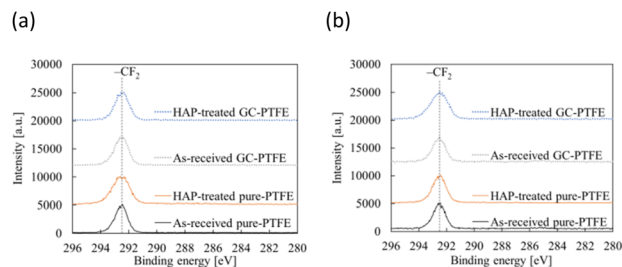 (a)
(b)
–CF2
30000
25000
20000
15000
10000
5000
0
Intensity [a.u.]
HAP-treated GC-PTFE
As-received GC-PTFE
HAP-treated pure-PTFE
As-received pure-PTFE
296 294 292 290 288 286 284 282 280
Binding energy [eV]
–CF2
30000
25000
20000
15000
10000
5000
0
Intensity [a.u.]
HAP-treated GC-PTFE
As-received GC-PTFE
HAP-treated pure-PTFE
As-received pure-PTFE
296 294 292 290 288 286 284 282 280
Binding energy [eV]